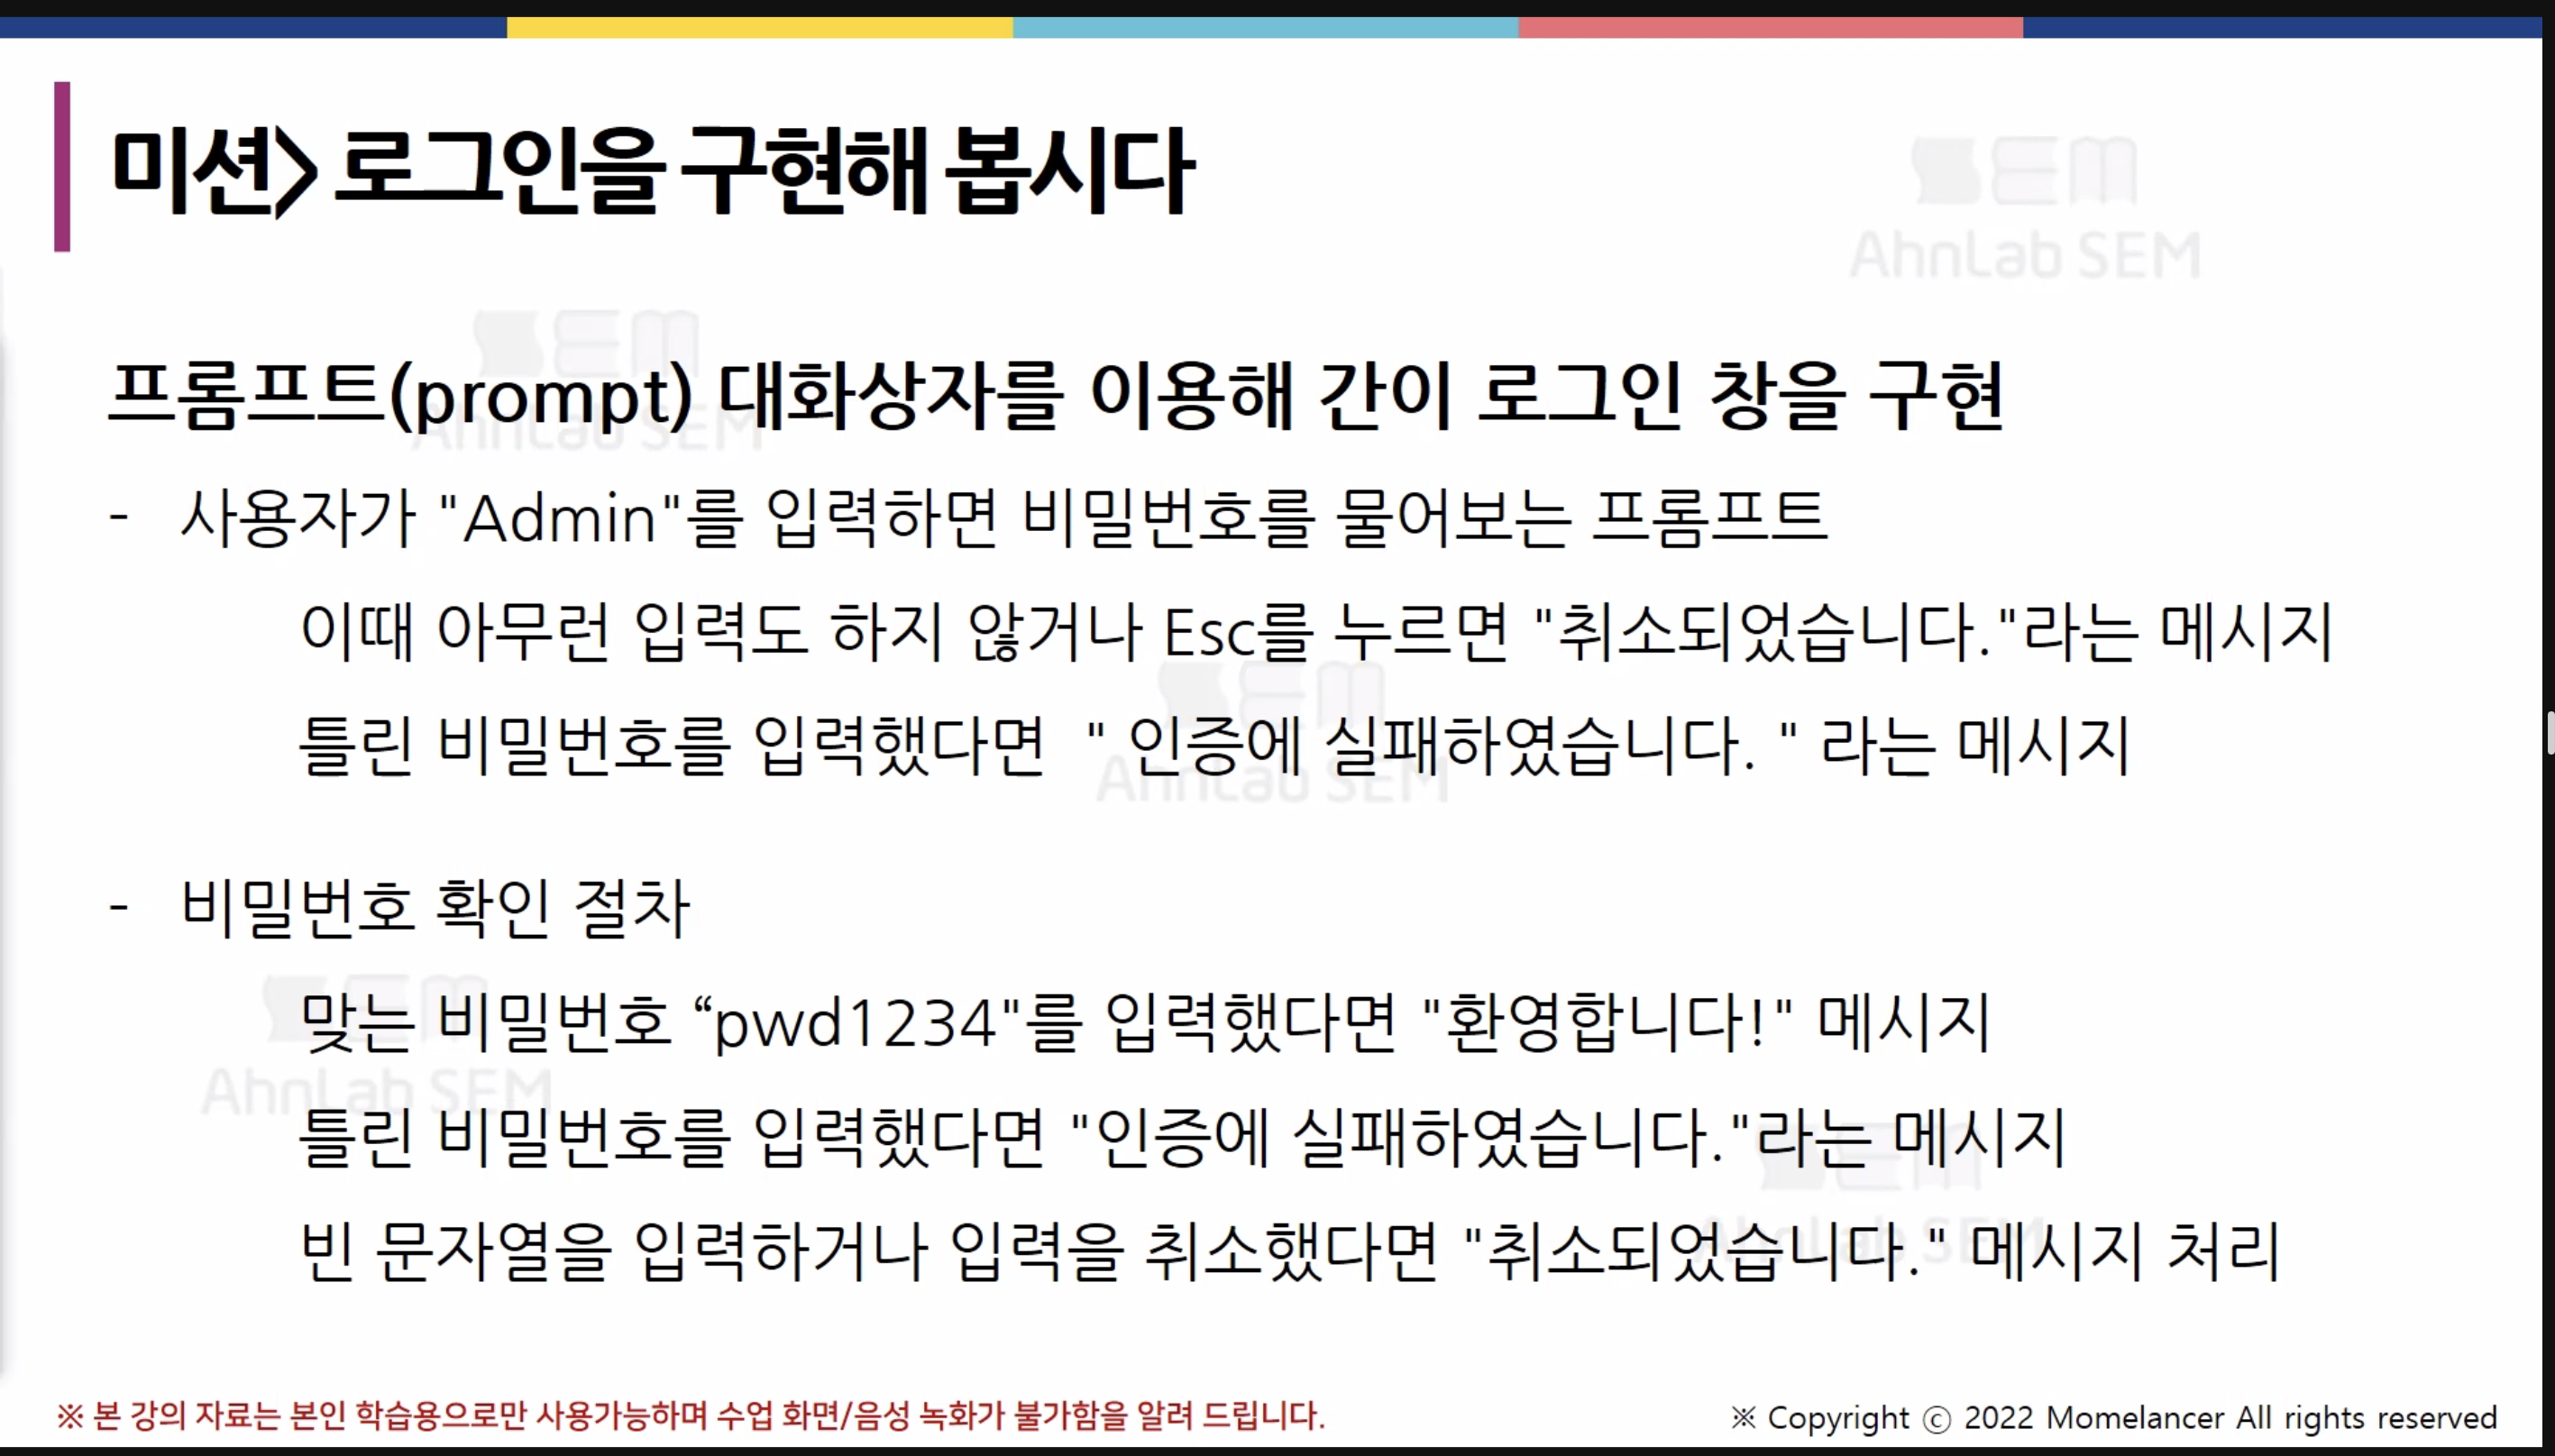 미션> 로그인을 구현해 봅시다
SEM
AhnLab SEM
SEM
AhnLab SEM
프롬프트(prompt) 대화상자를 이용해 간이 로그인 창을 구현
- 사용자가 "Admin"를 입력하면 비밀번호를 물어보는 프롬프트
이때 아무런 입력도 하지 않거나 Esc를 누르면 "취소되었습니다."라는 메시지
SEM
AhnLab SEM
틀린 비밀번호를 입력했다면 " 인증에 실패하였습니다. " 라는 메시지
- 비밀번호 확인 절차
SEM
AhnLab SEM
맞는 비밀번호 “pwd1234"를 입력했다면 "환영합니다!" 메시지
틀린 비밀번호를 입력했다면 "인증에 실패하였습니다."라는 메시지
SEM
AhnLab SEM
빈 문자열을 입력하거나 입력을 취소했다면 "취소되었습니다." 메시지 처리
※ 본 강의 자료는 본인 학습용으로만 사용가능하며 수업 화면/음성 녹화가 불가함을 알려 드립니다.
※ Copyright ⓒ 2022 Momelancer All rights reserved